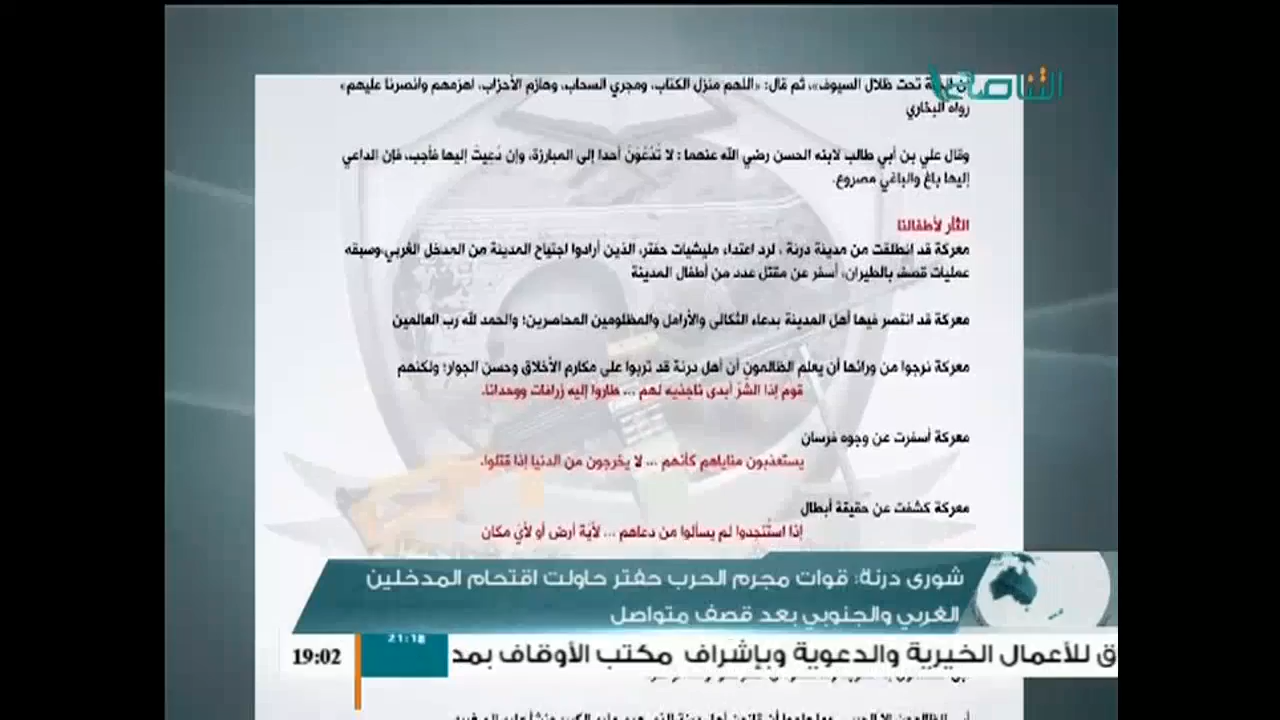 التناصح
الجنة تحت ظلال السيوف»، ثم قال: «اللهم منزل الكتاب، ومجري السحاب، وهازم الأحزاب، اهزمهم وانصرنا عليهم»
رواه البخاري
وقال علي بن أبي طالب لابنه الحسن رضي الله عنهما : لا تدعون أحدا إلى المبارزة، وإن دعيت إليها فأجب، فإن الداعي
إليها باغ والباغي مصروع.
الثأر لأطفالنا
معركة قد انطلقت من مدينة درنة ، لرد اعتداء مليشيات حفتر، الذين أرادوا اجتياح المدينة من المدخل الغربي،وسبقه
عمليات قصف بالطيران، أسفر عن مقتل عدد من أطفال المدينة
معركة قد انتصر فيها أهل المدينة بدعاء الثكالى والأرامل والمظلومين المحاصرين؛ والحمد لله رب العالمين
معركة نرجوا من ورائها أن يعلم الظالمون أن أهل درنة قد تربوا على مكارم الأخلاق وحسن الجوار؛ ولكنهم
قوم إذا الشر أبدى ناجذيه لهم ... طاروا إليه زرافات ووحدانا.
معركة أسفرت عن وجوه فرسان
يستعذبون مناياهم كأنهم ... لا يخرجون من الدنيا إذا قتلوا.
معركة كشفت عن حقيقة أبطال
إذا استُنجدوا لم يسألوا من دعاهم ... لأية أرض أو لأي مكان
شورى درنة: قوات مجرم الحرب حفتر حاولت اقتحام المدخلين
الغربي والجنوبي بعد قصف متواصل
21:18
19:02
ق للأعمال الخيرية والدعوية وبإشراف مكتب الأوقاف بمد